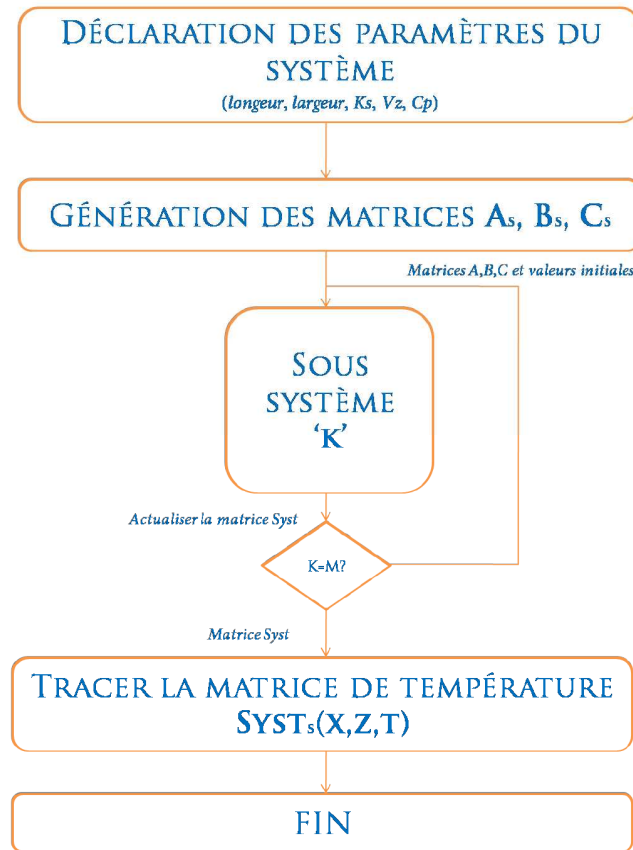 DÉCLARATION DES PARAMÈTRES DU
SYSTÈME
(longeur, largeur, Ks, Vz, Cp)
GÉNÉRATION DES MATRICES As, Bs, Cs
Matrices A,B,C et valeurs initiales
SOUS
SYSTÈME
‘K’
Actualiser la matrice Syst
K=M?
Matrice Syst
TRACER LA MATRICE DE TEMPÉRATURE
SYSTs(X,Z,T)
FIN